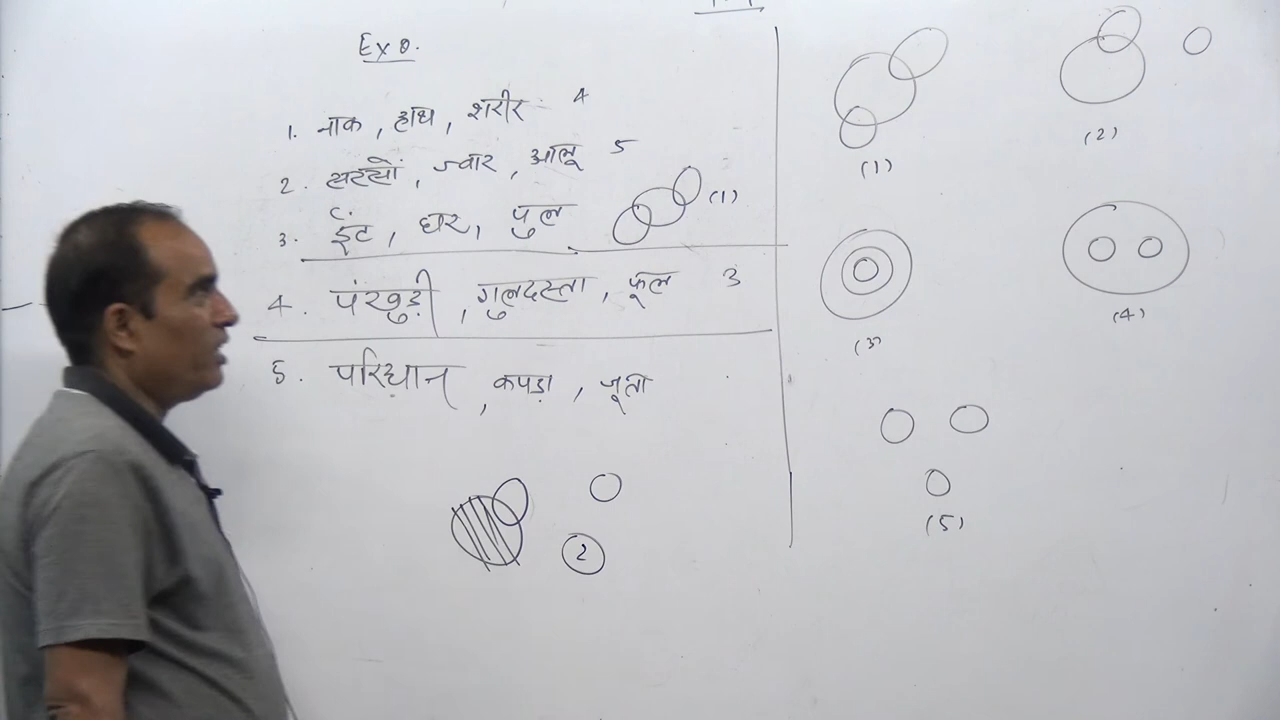 Ex 0.
1. नाक, हाथ, शरीर 4
2. सरसों, ज्वार, आलू 5
3. ईंट, घर, पुल (1)
4. पंखुड़ी, गुलदस्ता, फूल 3
5. परिधान, कपड़ा, जूता
2
(1)
(2)
(3)
(4)
(5)